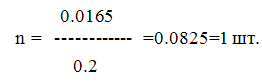 0.0165
n = ------------ =0.0825=1 шт.
0.2